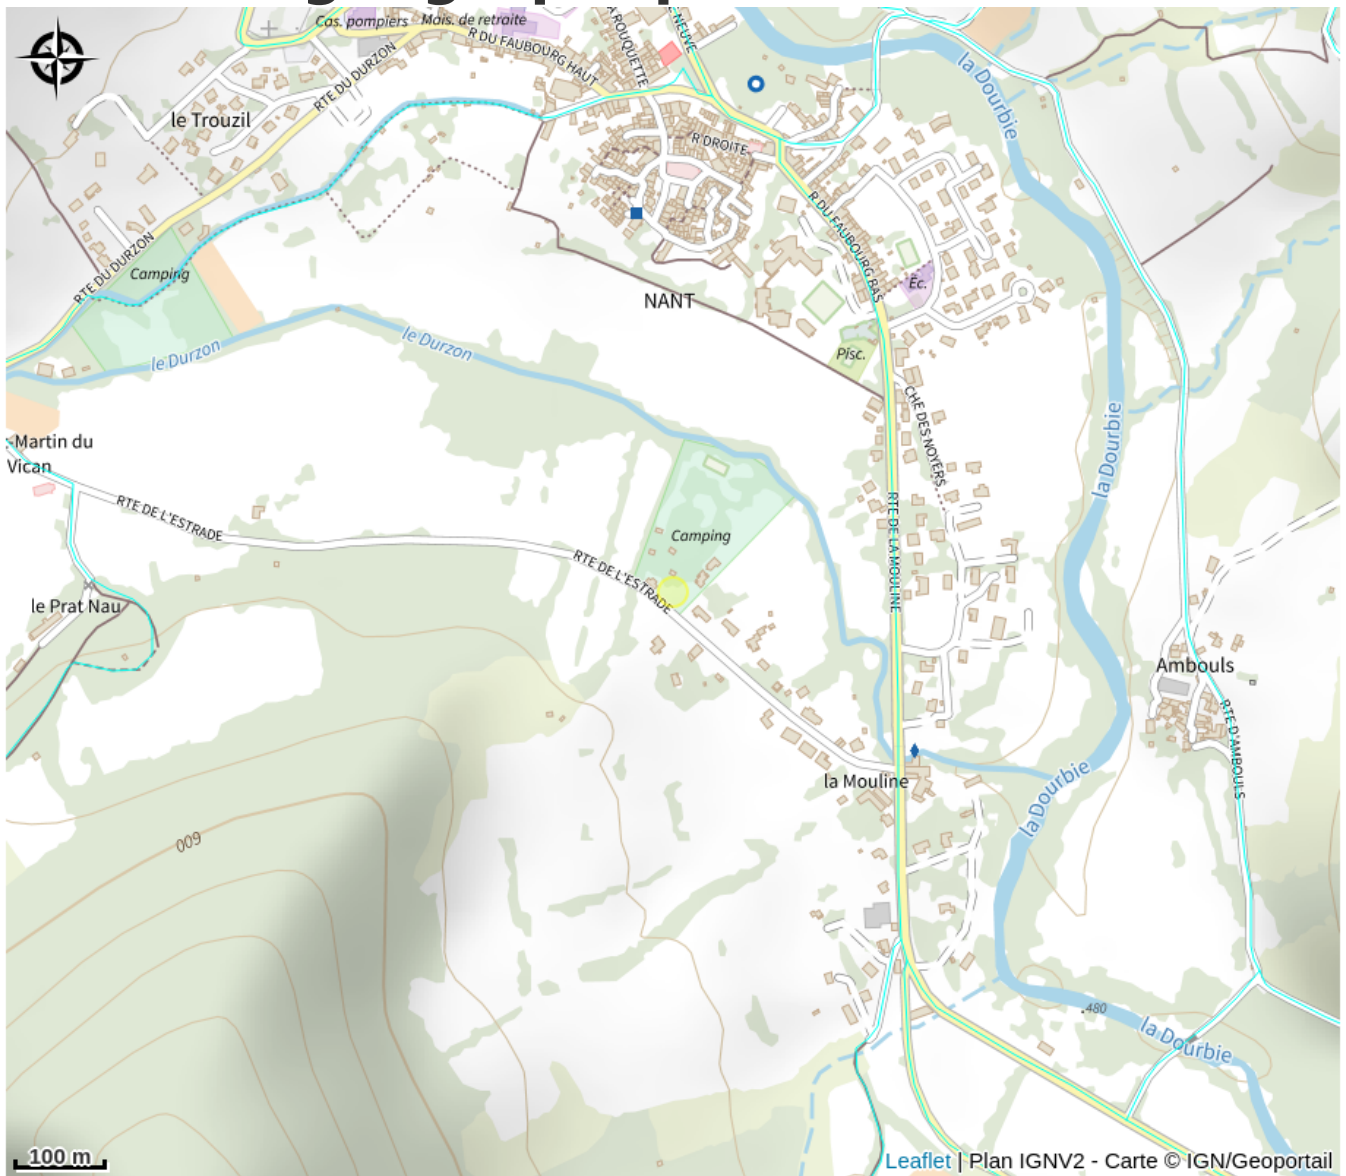 Cas. pompiers
Mais. de retraite
R DU FAUBOURG HAUT
A ROUQUETTE
NEUVE
RTE DU DURZON
le Trouzil
la Dourbie
R DROITE
R DU FAUBOURG BAS
RTE DU DURZON
Camping
Ec.
NANT
le Durzon
le Durzon
Pisc.
CHE DES NOYERS
-Martin du
Vican
la Dourbie
RTE DE L'ESTRADE
RTE DE LA MOULINE
Camping
RTE DE L'ESTRADE
le Prat Nau
Ambouls
RTE D'AMBOULS
la Mouline
la Dourbie
600
.480
la Dourbie
100 m
Leaflet | Plan IGNV2 - Carte © IGN/Geoportail